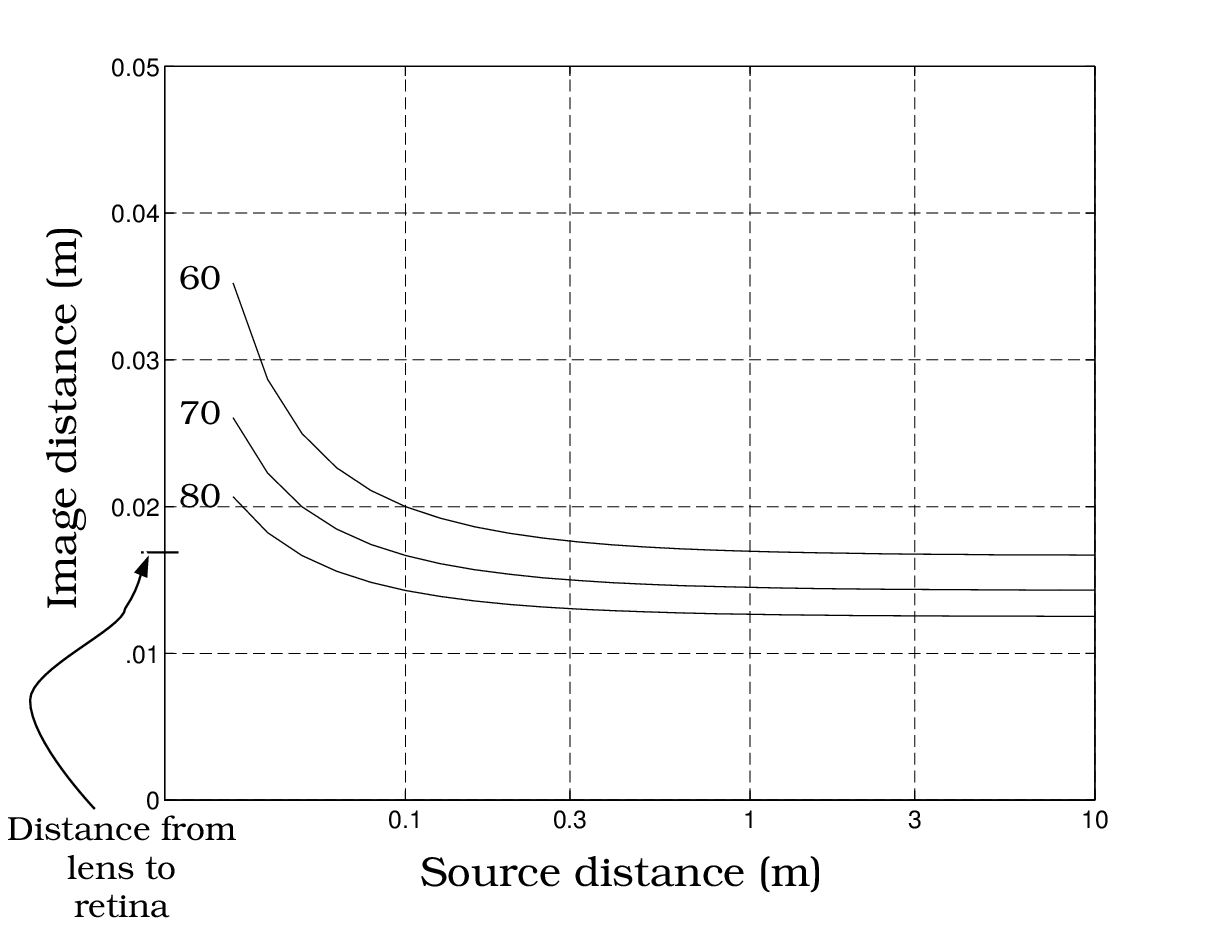 0.05
0.04
0.03
0.02
.01
0
Image distance (m)
60
70
80
0.1
0.3
1
3
10
Source distance (m)
Distance from
lens to
retina